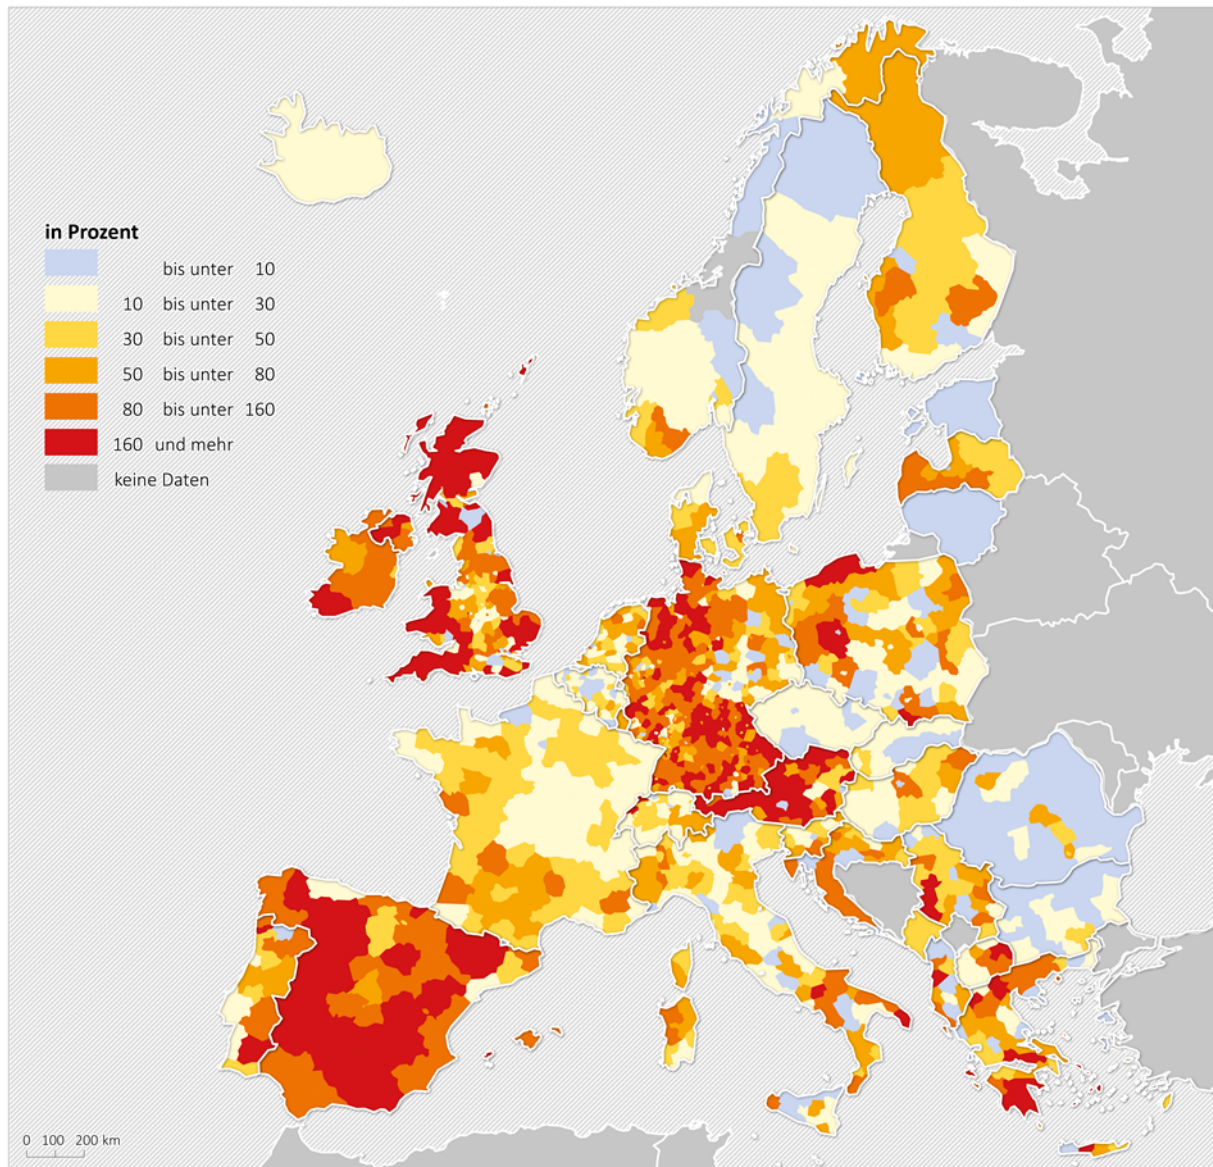 in Prozent
bis unter 10
10 bis unter 30
30 bis unter 50
50 bis unter 80
80 bis unter 160
160 und mehr
keine Daten
0 100 200 km